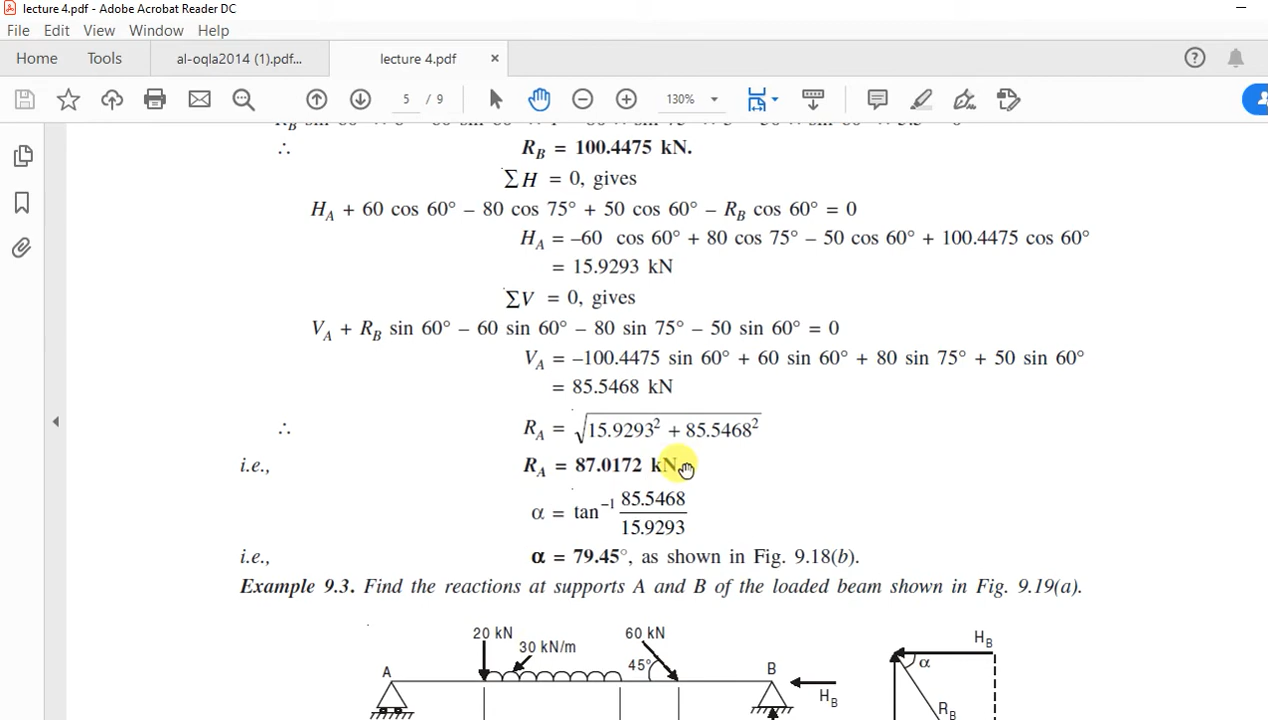 lecture 4.pdf - Adobe Acrobat Reader DC
File Edit View Window Help
Home Tools al-oqla2014 (1).pdf... lecture 4.pdf ×
5 / 9 130%
∴ R_B = 100.4475 kN.
∑H = 0, gives
H_A + 60 cos 60° – 80 cos 75° + 50 cos 60° – R_B cos 60° = 0
H_A = –60 cos 60° + 80 cos 75° – 50 cos 60° + 100.4475 cos 60°
= 15.9293 kN
∑V = 0, gives
V_A + R_B sin 60° – 60 sin 60° – 80 sin 75° – 50 sin 60° = 0
V_A = –100.4475 sin 60° + 60 sin 60° + 80 sin 75° + 50 sin 60°
= 85.5468 kN
∴ R_A = √(15.9293² + 85.5468²)
i.e., R_A = 87.0172 kN
α = tan⁻¹ 85.5468
15.9293
i.e., α = 79.45°, as shown in Fig. 9.18(b).
Example 9.3. Find the reactions at supports A and B of the loaded beam shown in Fig. 9.19(a).
20 kN 60 kN H_B
30 kN/m
A 45° B α
H_B R_B